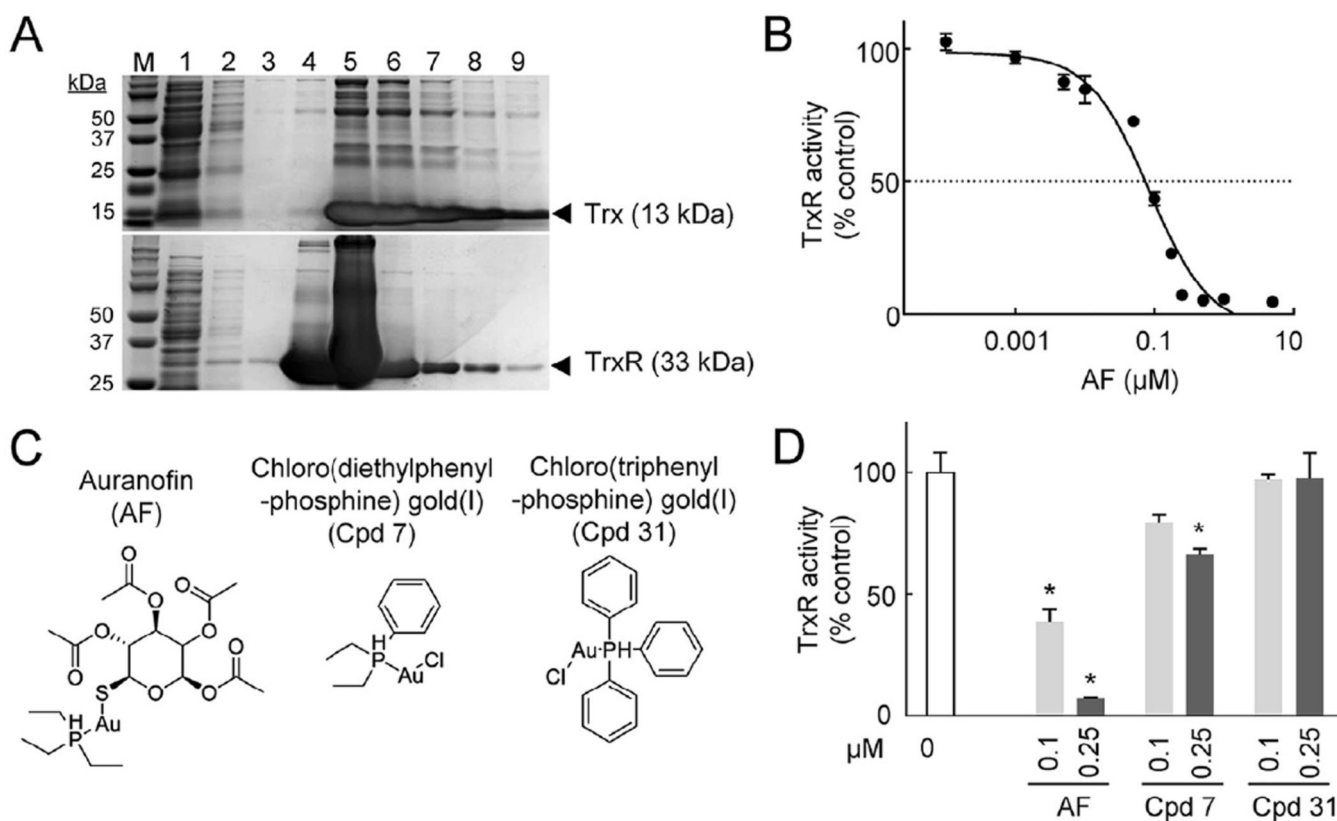 A
M 1 2 3 4 5 6 7 8 9
kDa
50
37
25
15
Trx (13 kDa)
50
37
25
TrxR (33 kDa)
B
TrxR activity
(% control)
100
50
0
0.001 0.1 10
AF (µM)
C
Auranofin
(AF)
Chloro(diethylphenyl
-phosphine) gold(I)
(Cpd 7)
Chloro(triphenyl
-phosphine) gold(I)
(Cpd 31)
O
O
O
O
O
O
O
O
S
O
Au
H
P
H
P
Au
Cl
Au
PH
Cl
D
TrxR activity
(% control)
100
50
0
* * *
µM 0 0.1 0.25 0.1 0.25 0.1 0.25
AF Cpd 7 Cpd 31